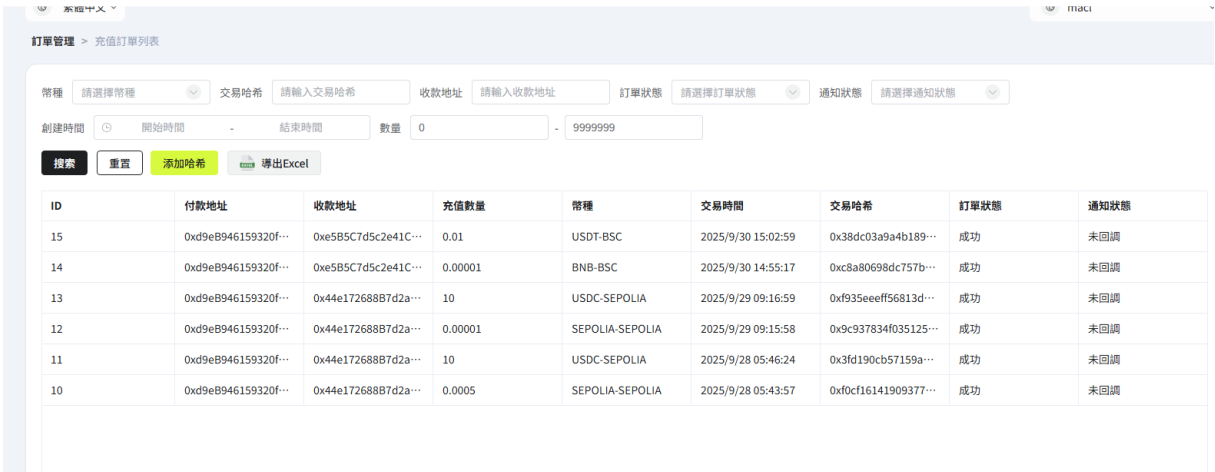 繁體中文
macl
訂單管理 > 充值訂單列表
幣種 請選擇幣種 交易哈希 請輸入交易哈希 收款地址 請輸入收款地址 訂單狀態 請選擇訂單狀態 通知狀態 請選擇通知狀態
創建時間 開始時間 - 結束時間 數量 0 - 9999999
搜索 重置 添加哈希 導出Excel
ID 付款地址 收款地址 充值數量 幣種 交易時間 交易哈希 訂單狀態 通知狀態
15 0xd9eB946159320f… 0xe5B5C7d5c2e41C… 0.01 USDT-BSC 2025/9/30 15:02:59 0x38dc03a9a4b189… 成功 未回調
14 0xd9eB946159320f… 0xe5B5C7d5c2e41C… 0.00001 BNB-BSC 2025/9/30 14:55:17 0xc8a80698dc757b… 成功 未回調
13 0xd9eB946159320f… 0x44e172688B7d2a… 10 USDC-SEPOLIA 2025/9/29 09:16:59 0xf935eeeff56813d… 成功 未回調
12 0xd9eB946159320f… 0x44e172688B7d2a… 0.00001 SEPOLIA-SEPOLIA 2025/9/29 09:15:58 0x9c937834f035125… 成功 未回調
11 0xd9eB946159320f… 0x44e172688B7d2a… 10 USDC-SEPOLIA 2025/9/28 05:46:24 0x3fd190cb57159a… 成功 未回調
10 0xd9eB946159320f… 0x44e172688B7d2a… 0.0005 SEPOLIA-SEPOLIA 2025/9/28 05:43:57 0xf0cf16141909377… 成功 未回調